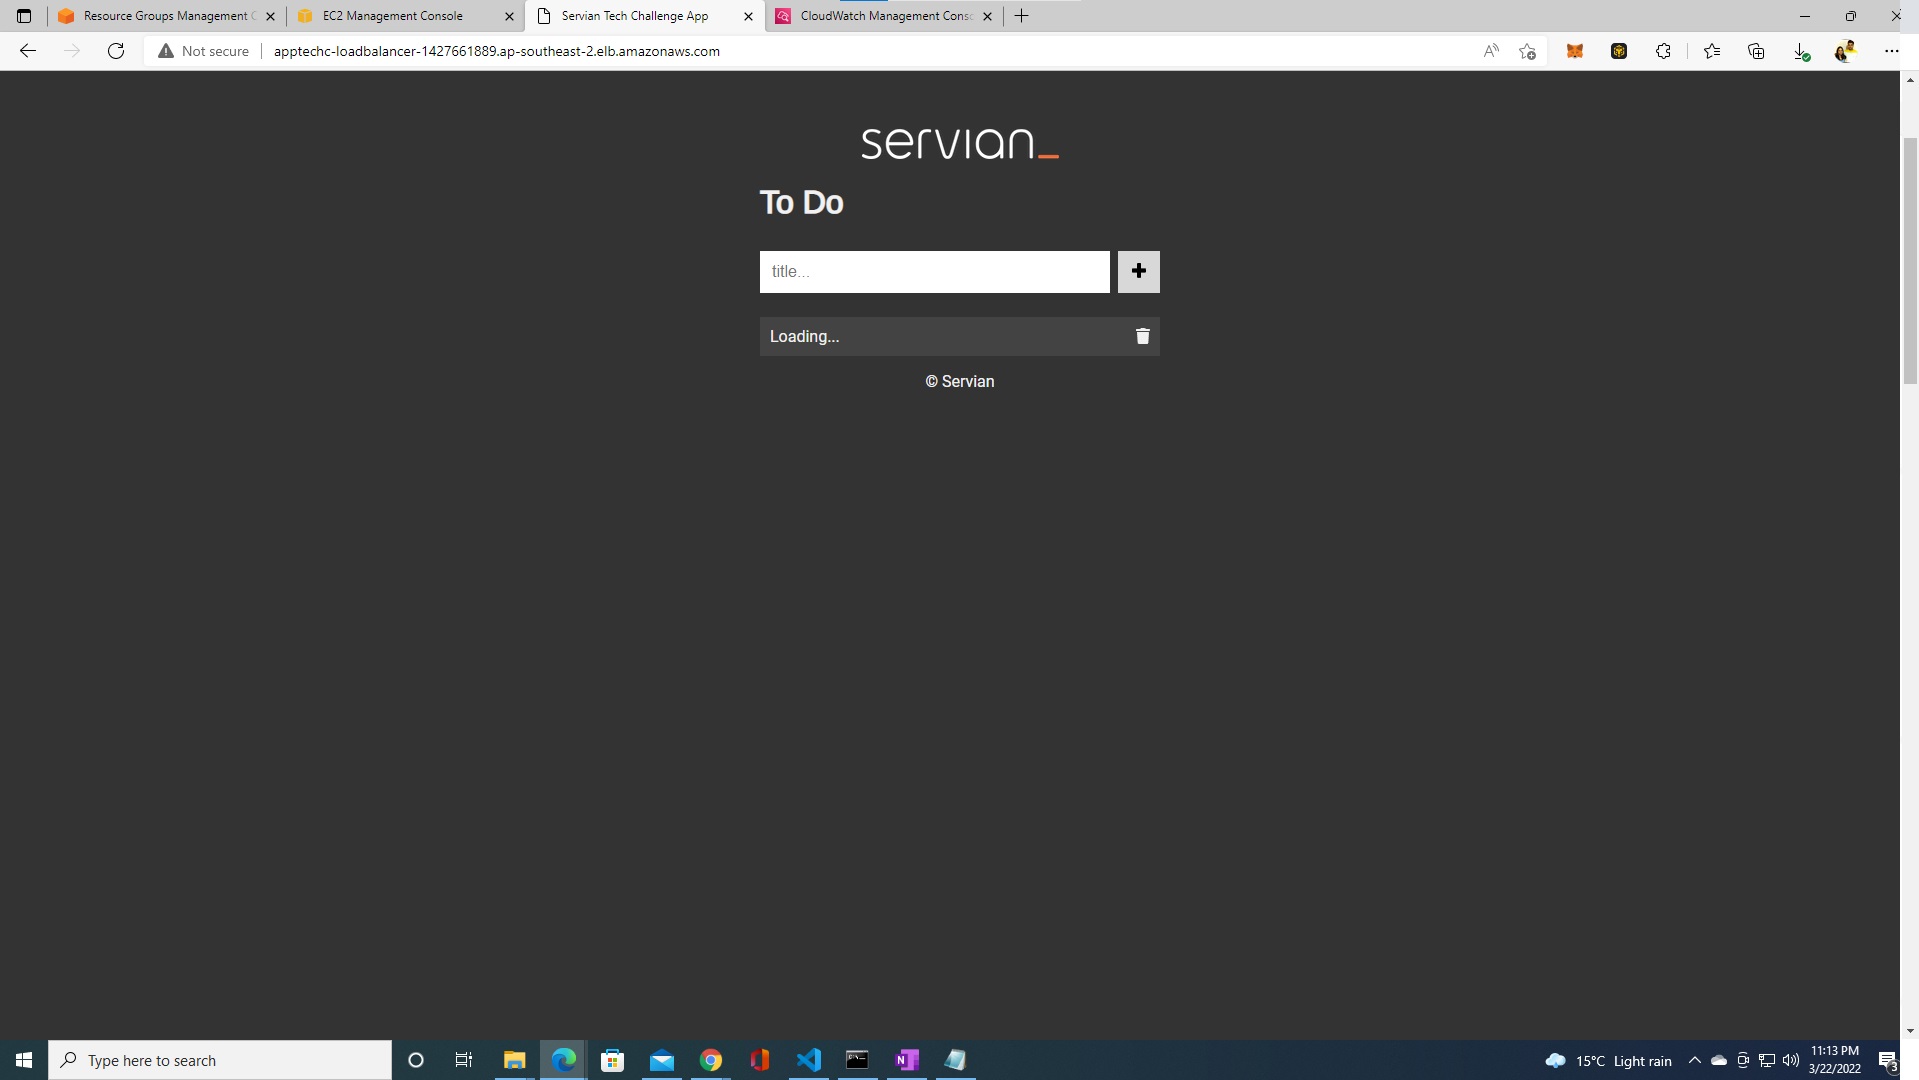 Resource Groups Management C
EC2 Management Console
Servian Tech Challenge App
CloudWatch Management Cons
Not secure
apptechc-loadbalancer-1427661889.ap-southeast-2.elb.amazonaws.com
servian_
To Do
title...
Loading...
© Servian
Type here to search
15°C Light rain
11:13 PM
3/22/2022
3